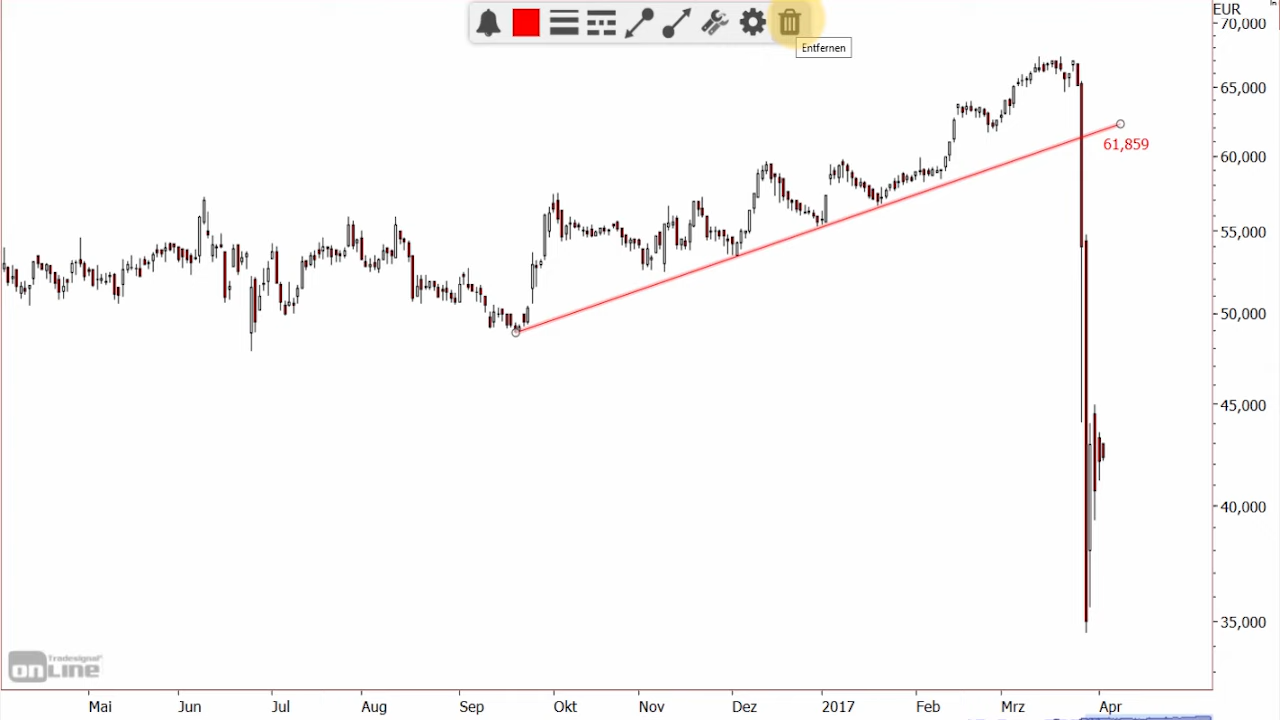 EUR
70,000
Entfernen
65,000
61,859
60,000
55,000
50,000
45,000
40,000
35,000
Tradesignal®
onLine
Mai Jun Jul Aug Sep Okt Nov Dez 2017 Feb Mrz Apr